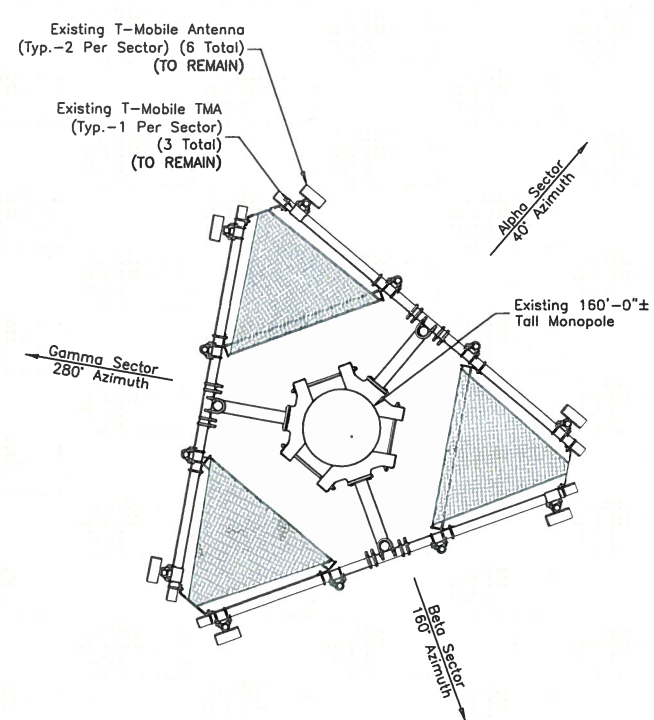 Existing T-Mobile Antenna
(Typ.-2 Per Sector) (6 Total)
(TO REMAIN)
Existing T-Mobile TMA
(Typ.-1 Per Sector)
(3 Total)
(TO REMAIN)
Alpha Sector
40° Azimuth
Existing 160'-0"±
Tall Monopole
Gamma Sector
280° Azimuth
Beta Sector
160° Azimuth